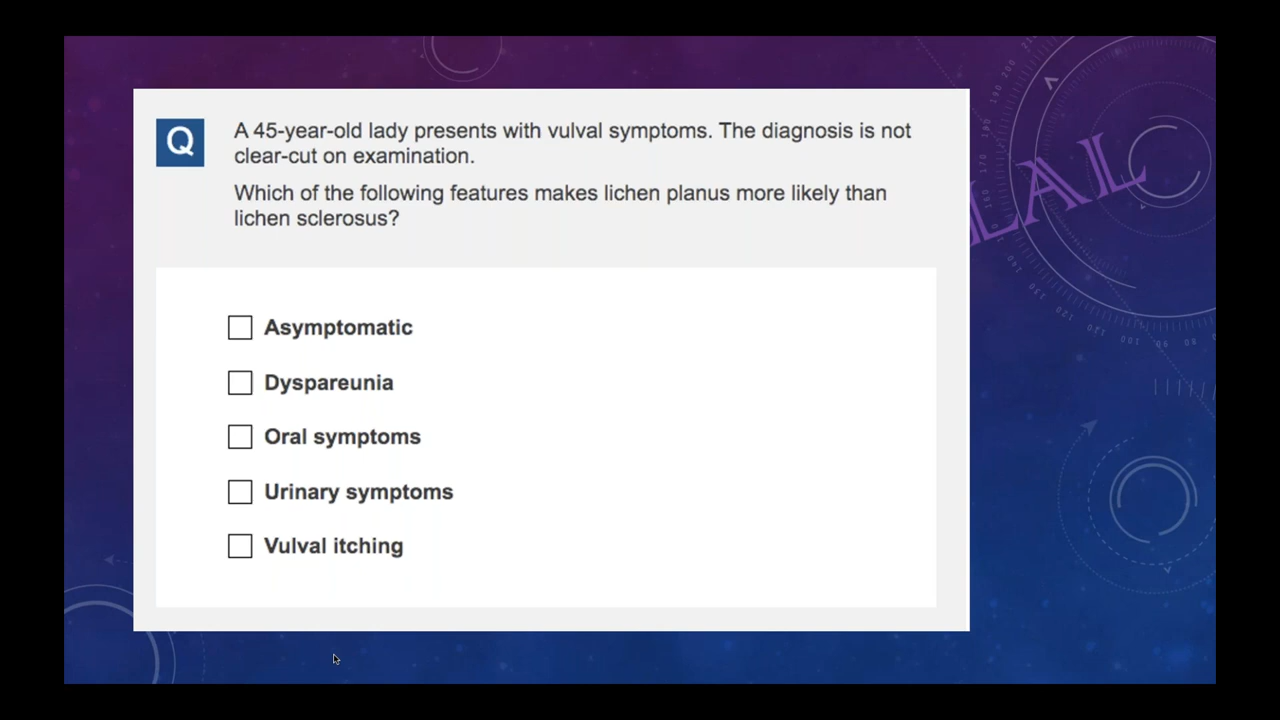 Q
A 45-year-old lady presents with vulval symptoms. The diagnosis is not
clear-cut on examination.
Which of the following features makes lichen planus more likely than
lichen sclerosus?
Asymptomatic
Dyspareunia
Oral symptoms
Urinary symptoms
Vulval itching
LAL